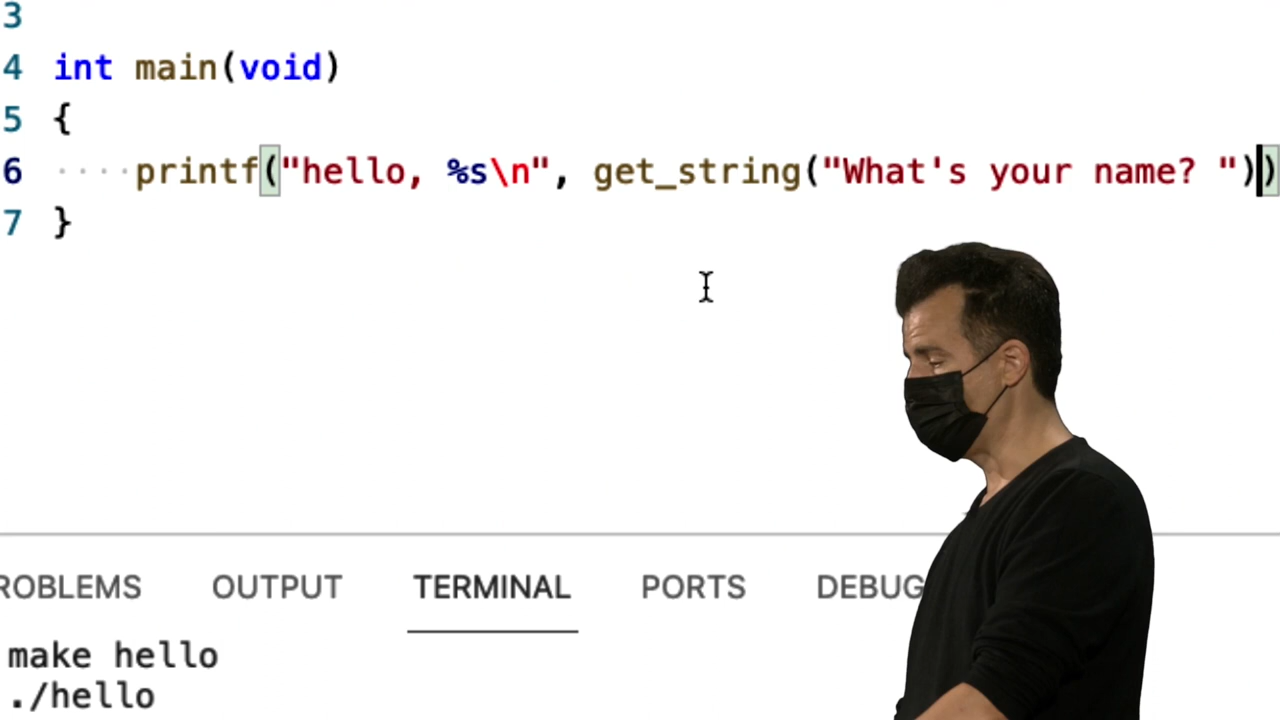 3
4 int main(void)
5 {
6 ····printf("hello, %s\n", get_string("What's your name? "))
7 }
ROBLEMS OUTPUT TERMINAL PORTS DEBUG
make hello
./hello